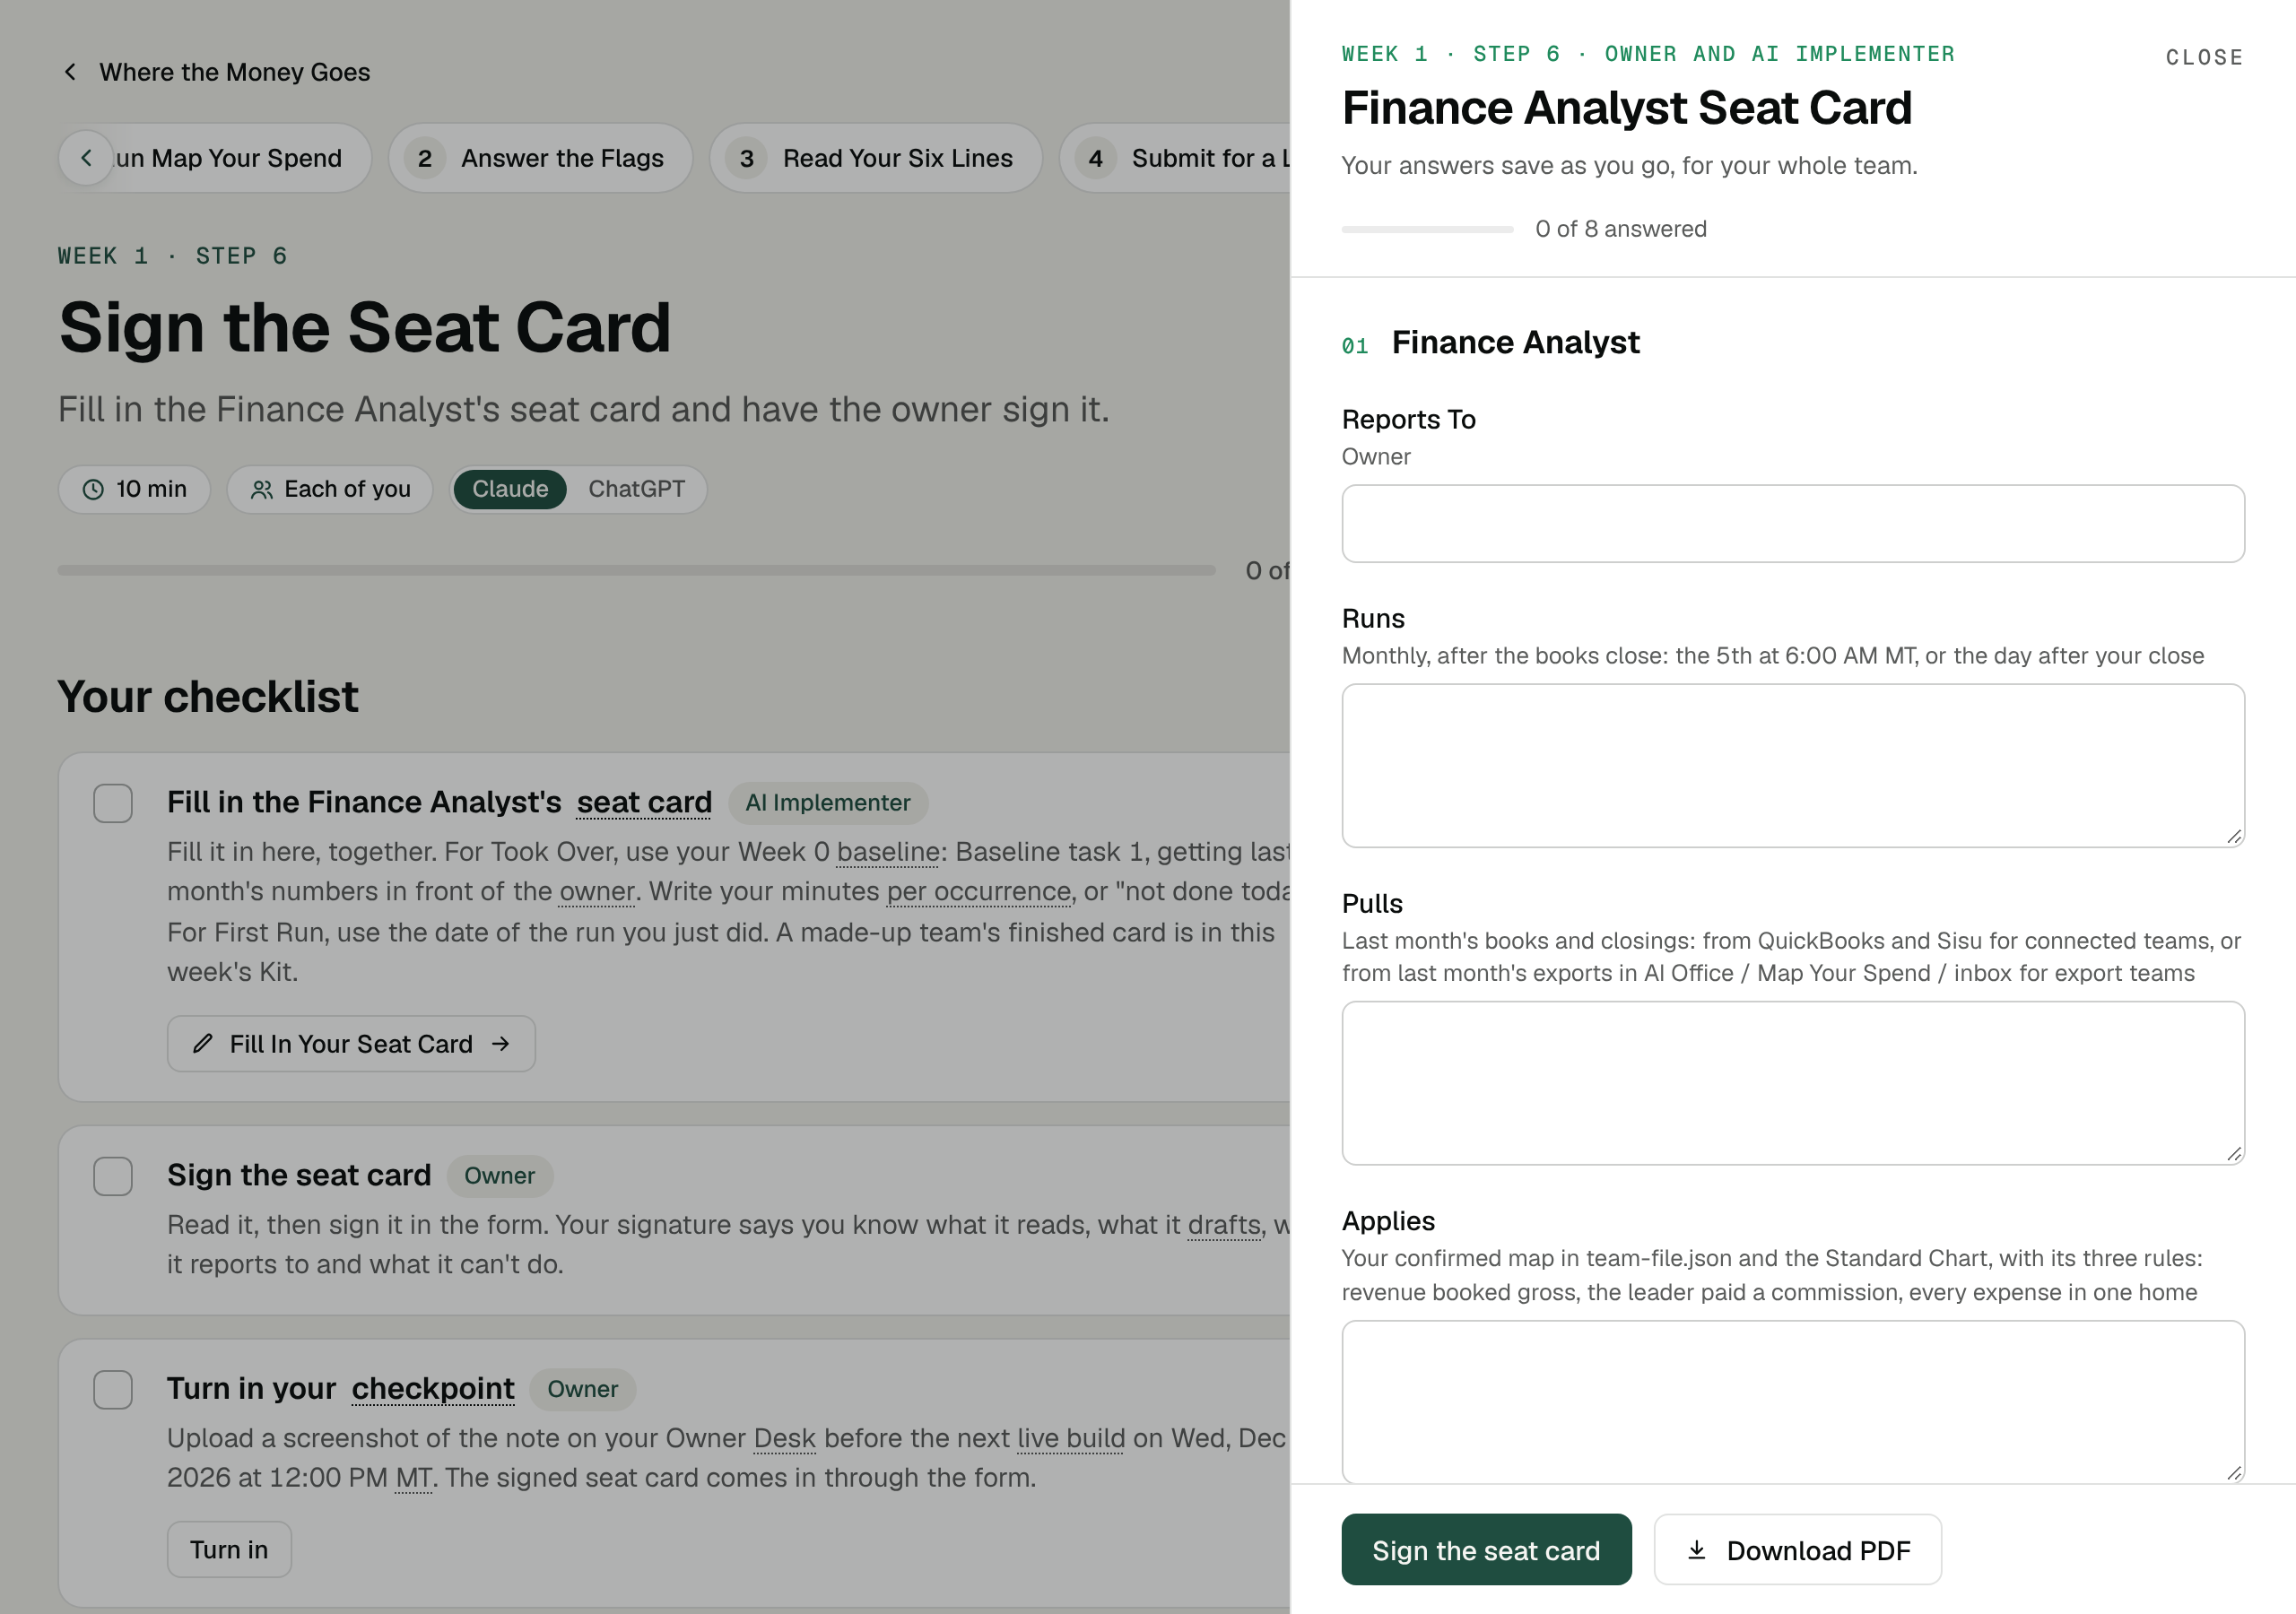 Where the Money Goes
un Map Your Spend
2 Answer the Flags
3 Read Your Six Lines
4 Submit for a L
WEEK 1 · STEP 6
Sign the Seat Card
Fill in the Finance Analyst's seat card and have the owner sign it.
10 min
Each of you
Claude
ChatGPT
0 of
Your checklist
Fill in the Finance Analyst's seat card AI Implementer
Fill it in here, together. For Took Over, use your Week 0 baseline: Baseline task 1, getting last
month's numbers in front of the owner. Write your minutes per occurrence, or "not done toda
For First Run, use the date of the run you just did. A made-up team's finished card is in this
week's Kit.
Fill In Your Seat Card
Sign the seat card Owner
Read it, then sign it in the form. Your signature says you know what it reads, what it drafts, w
it reports to and what it can't do.
Turn in your checkpoint Owner
Upload a screenshot of the note on your Owner Desk before the next live build on Wed, Dec
2026 at 12:00 PM MT. The signed seat card comes in through the form.
Turn in
WEEK 1 · STEP 6 · OWNER AND AI IMPLEMENTER
CLOSE
Finance Analyst Seat Card
Your answers save as you go, for your whole team.
0 of 8 answered
01 Finance Analyst
Reports To
Owner
Runs
Monthly, after the books close: the 5th at 6:00 AM MT, or the day after your close
Pulls
Last month's books and closings: from QuickBooks and Sisu for connected teams, or
from last month's exports in AI Office / Map Your Spend / inbox for export teams
Applies
Your confirmed map in team-file.json and the Standard Chart, with its three rules:
revenue booked gross, the leader paid a commission, every expense in one home
Sign the seat card
Download PDF